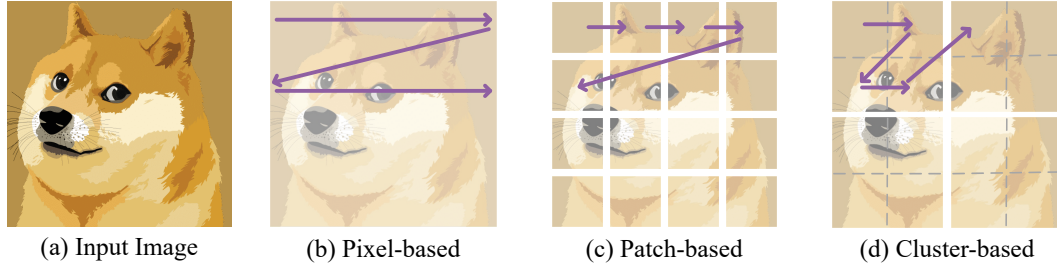 (a) Input Image
(b) Pixel-based
(c) Patch-based
(d) Cluster-based